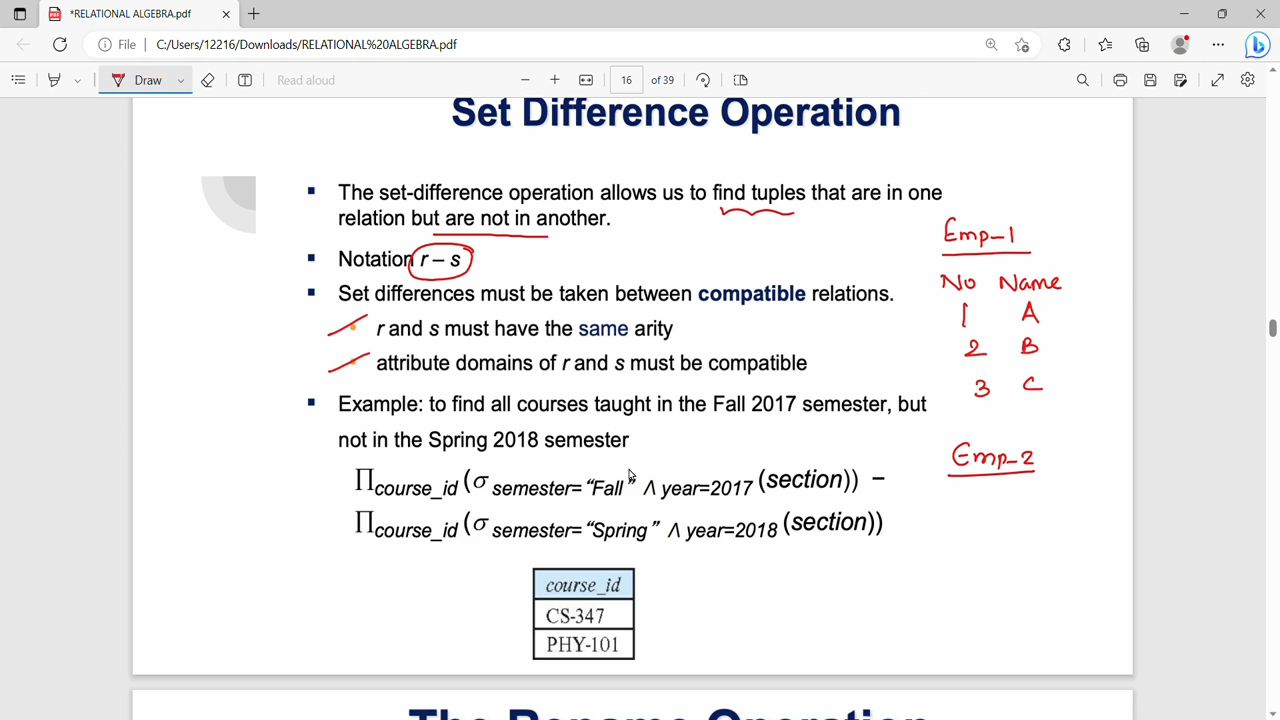 *RELATIONAL ALGEBRA.pdf
File C:/Users/12216/Downloads/RELATIONAL%20ALGEBRA.pdf
Draw Read aloud 16 of 39
Set Difference Operation
The set-difference operation allows us to find tuples that are in one
relation but are not in another.
Notation r – s
Set differences must be taken between compatible relations.
r and s must have the same arity
attribute domains of r and s must be compatible
Example: to find all courses taught in the Fall 2017 semester, but
not in the Spring 2018 semester
∏course_id (σ semester="Fall" Λ year=2017 (section)) −
∏course_id (σ semester="Spring" Λ year=2018 (section))
course_id
CS-347
PHY-101
Emp-1
No Name
1 A
2 B
3 C
Emp-2
The Rename Operation